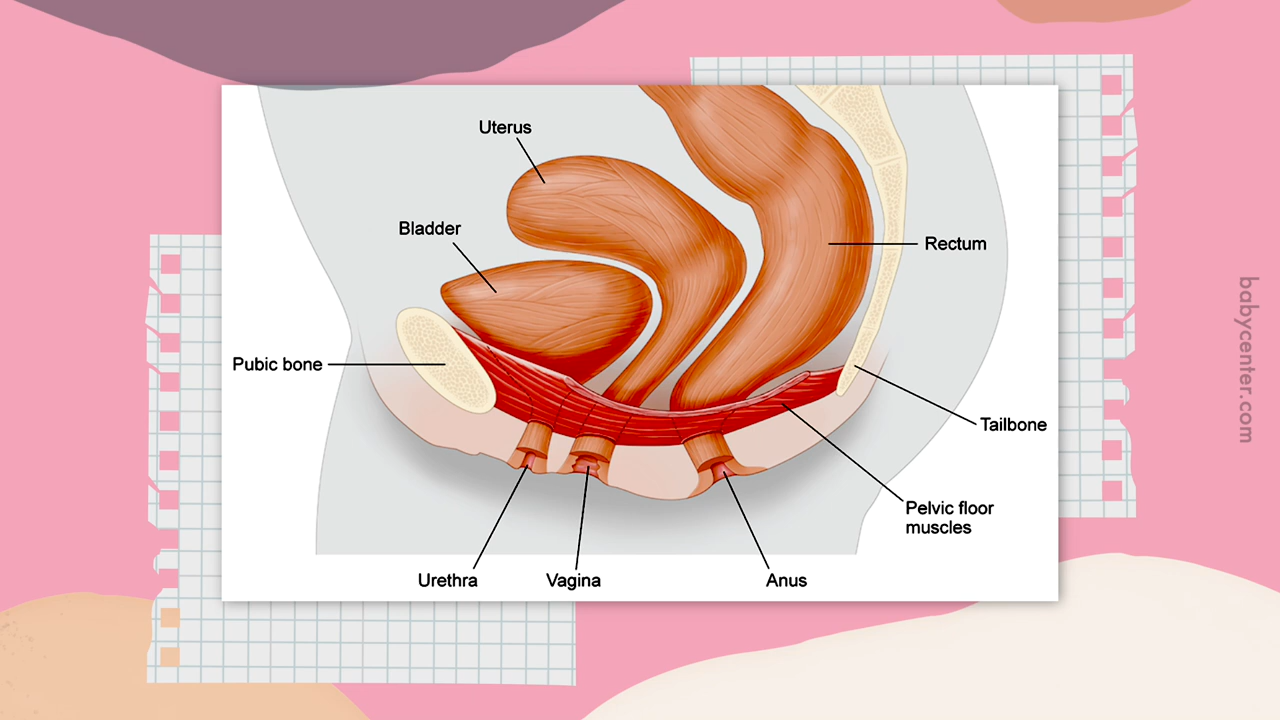 Uterus
Bladder
Rectum
Pubic bone
Tailbone
Pelvic floor
muscles
Urethra
Vagina
Anus
babycenter.com